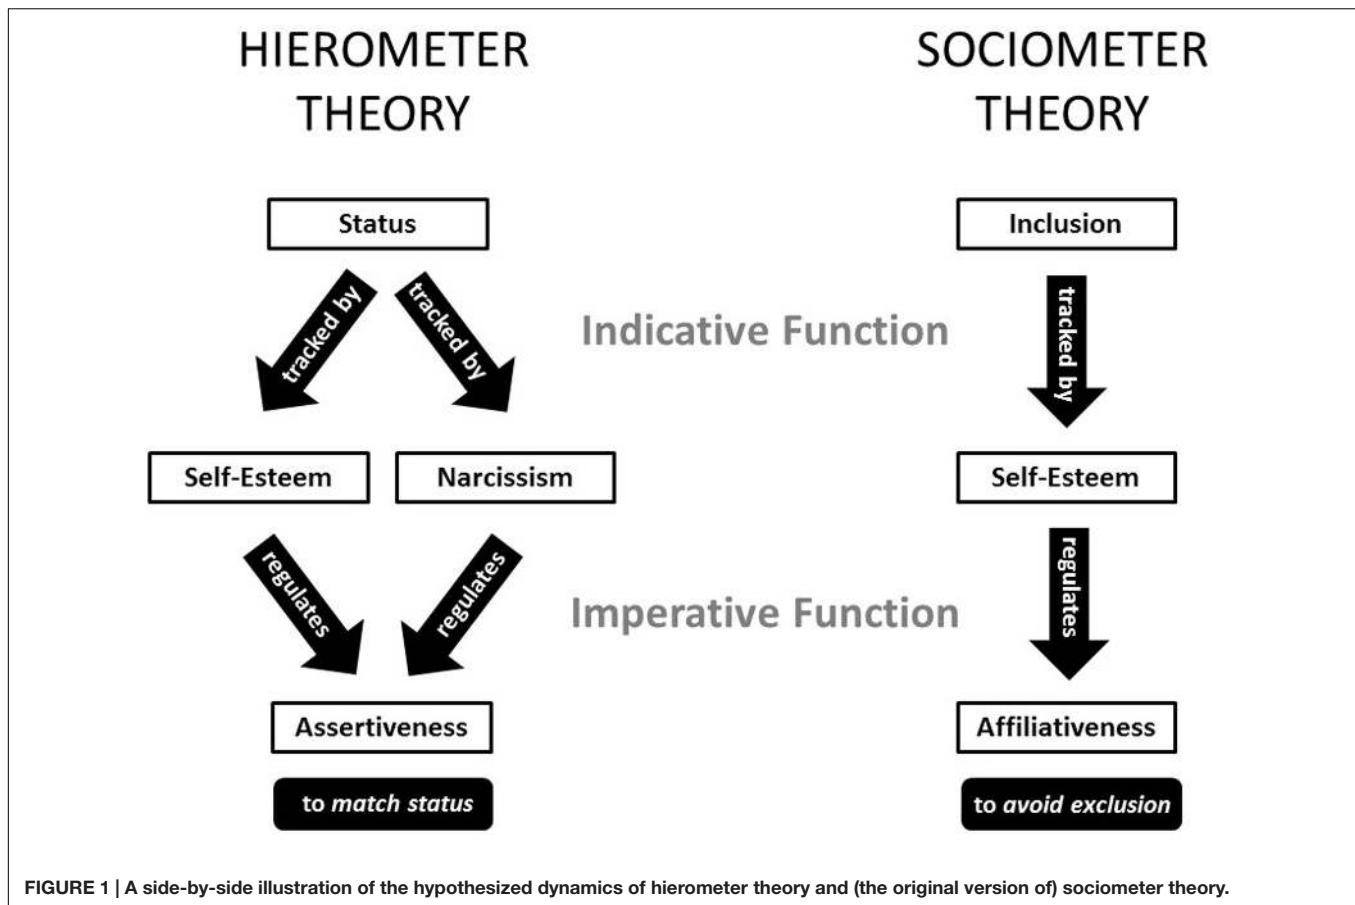 HIEROMETER
THEORY
SOCIOMETER
THEORY
Status
Inclusion
tracked by
tracked by
Indicative Function
tracked by
Self-Esteem
Narcissism
Self-Esteem
regulates
regulates
Imperative Function
regulates
Assertiveness
Affiliativeness
to match status
to avoid exclusion
FIGURE 1 | A side-by-side illustration of the hypothesized dynamics of hierometer theory and (the original version of) sociometer theory.